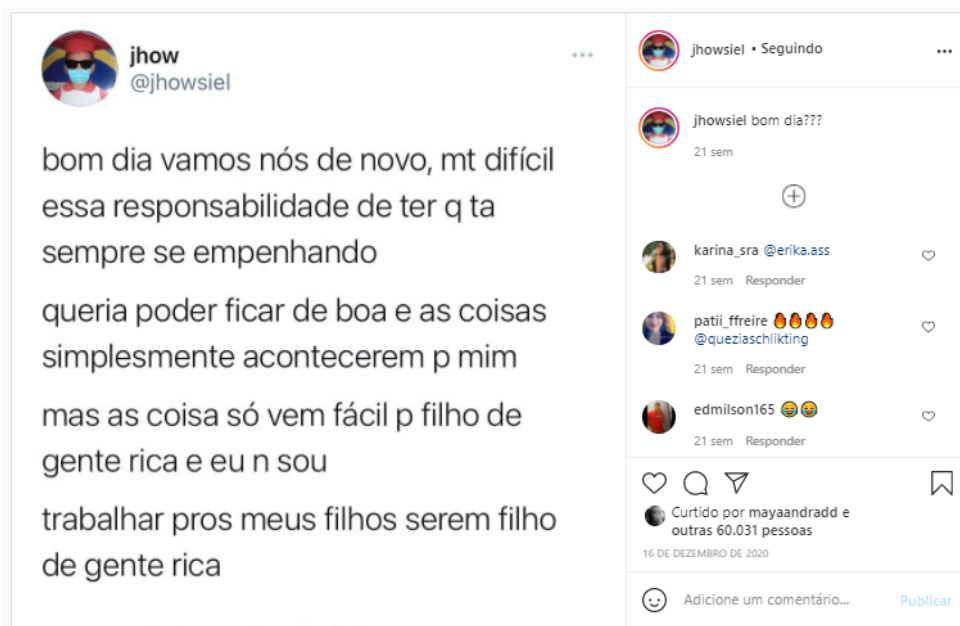 jhow
@jhowsiel
bom dia vamos nós de novo, mt difícil
essa responsabilidade de ter q ta
sempre se empenhando
queria poder ficar de boa e as coisas
simplesmente acontecerem p mim
mas as coisa só vem fácil p filho de
gente rica e eu n sou
trabalhar pros meus filhos serem filho
de gente rica
jhowsiel • Seguindo
jhowsiel bom dia???
21 sem
karina_sra @erika.ass
21 sem Responder
patii_ffreire 🔥🔥🔥🔥
@queziaschlikting
21 sem Responder
edmilson165 😂😂
21 sem Responder
Curtido por mayaandradd e
outras 60.031 pessoas
16 DE DEZEMBRO DE 2020
Adicione um comentário... Publicar